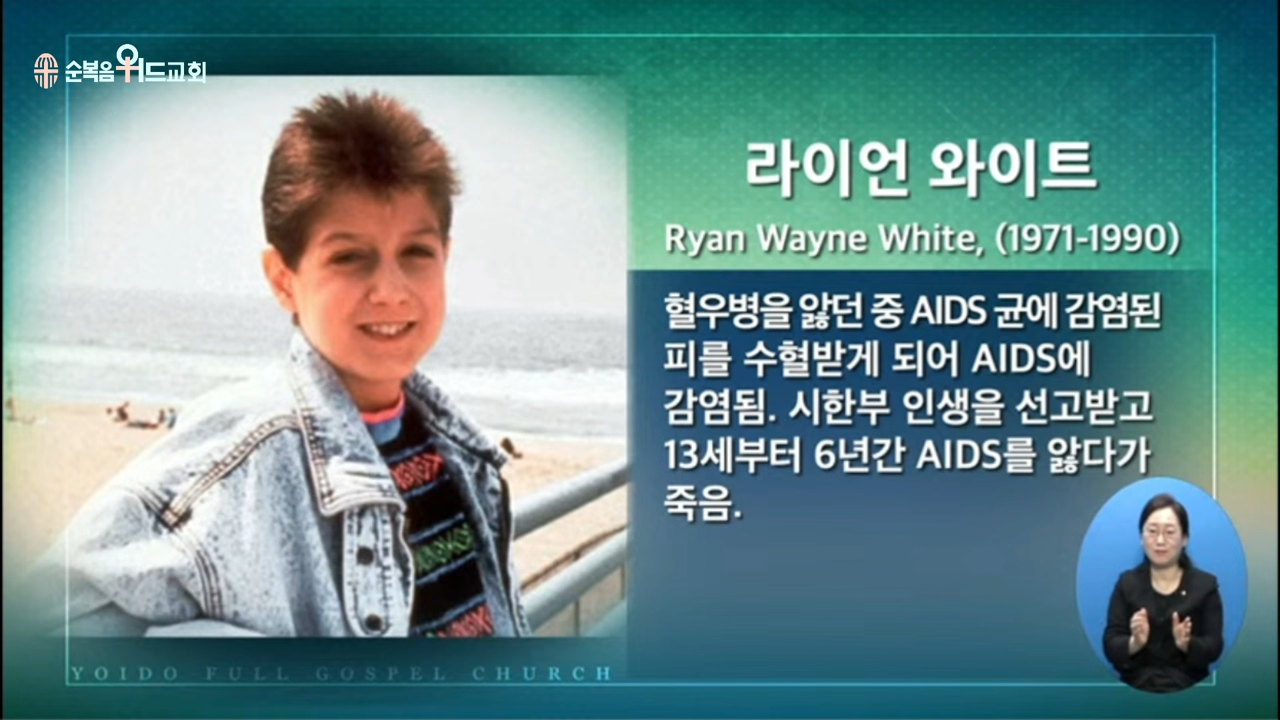 순복음위드교회
라이언 와이트
Ryan Wayne White, (1971-1990)
혈우병을 앓던 중 AIDS 균에 감염된
피를 수혈받게 되어 AIDS에
감염됨. 시한부 인생을 선고받고
13세부터 6년간 AIDS를 앓다가
죽음.
YOIDO FULL GOSPEL CHURCH